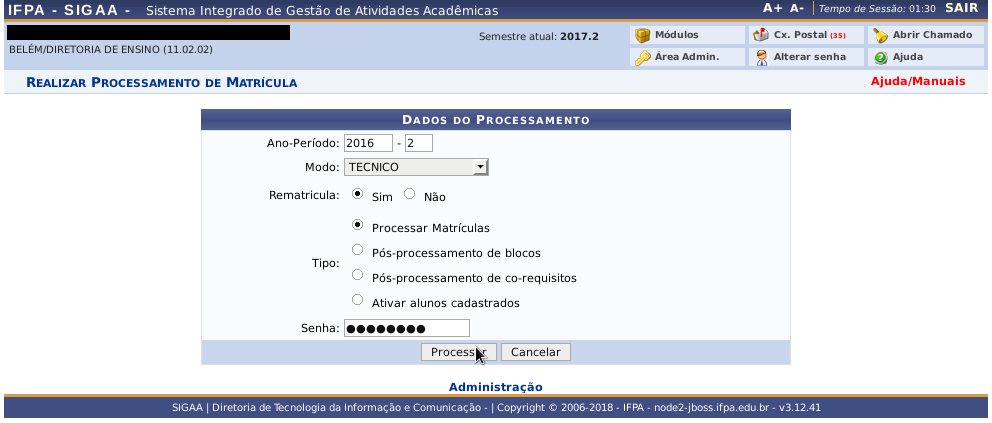 IFPA - SIGAA - Sistema Integrado de Gestão de Atividades Acadêmicas A+ A- Tempo de Sessão: 01:30 SAIR
Semestre atual: 2017.2 Módulos Cx. Postal (35) Abrir Chamado
BELÉM/DIRETORIA DE ENSINO (11.02.02) Área Admin. Alterar senha Ajuda
Realizar Processamento de Matrícula Ajuda/Manuais
Dados do Processamento
Ano-Período: 2016 - 2
Modo: TECNICO
Rematricula: Sim Não
Processar Matrículas
Pós-processamento de blocos
Tipo:
Pós-processamento de co-requisitos
Ativar alunos cadastrados
Senha: ●●●●●●●●
Processar Cancelar
Administração
SIGAA | Diretoria de Tecnologia da Informação e Comunicação - | Copyright © 2006-2018 - IFPA - node2-jboss.ifpa.edu.br - v3.12.41